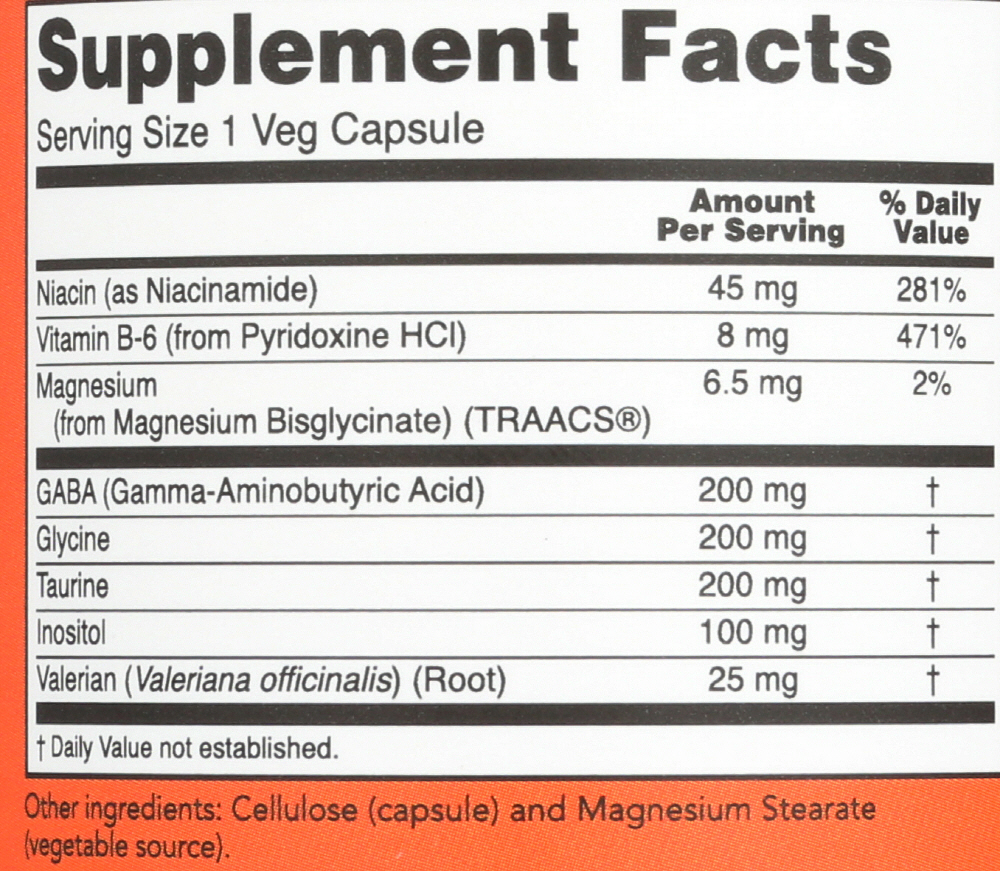 Supplement Facts
Serving Size 1 Veg Capsule
Amount Per Serving % Daily Value
Niacin (as Niacinamide) 45 mg 281%
Vitamin B-6 (from Pyridoxine HCl) 8 mg 471%
Magnesium 6.5 mg 2%
(from Magnesium Bisglycinate) (TRAACS®)
GABA (Gamma-Aminobutyric Acid) 200 mg †
Glycine 200 mg †
Taurine 200 mg †
Inositol 100 mg †
Valerian (Valeriana officinalis) (Root) 25 mg †
† Daily Value not established.
Other ingredients: Cellulose (capsule) and Magnesium Stearate
(vegetable source).